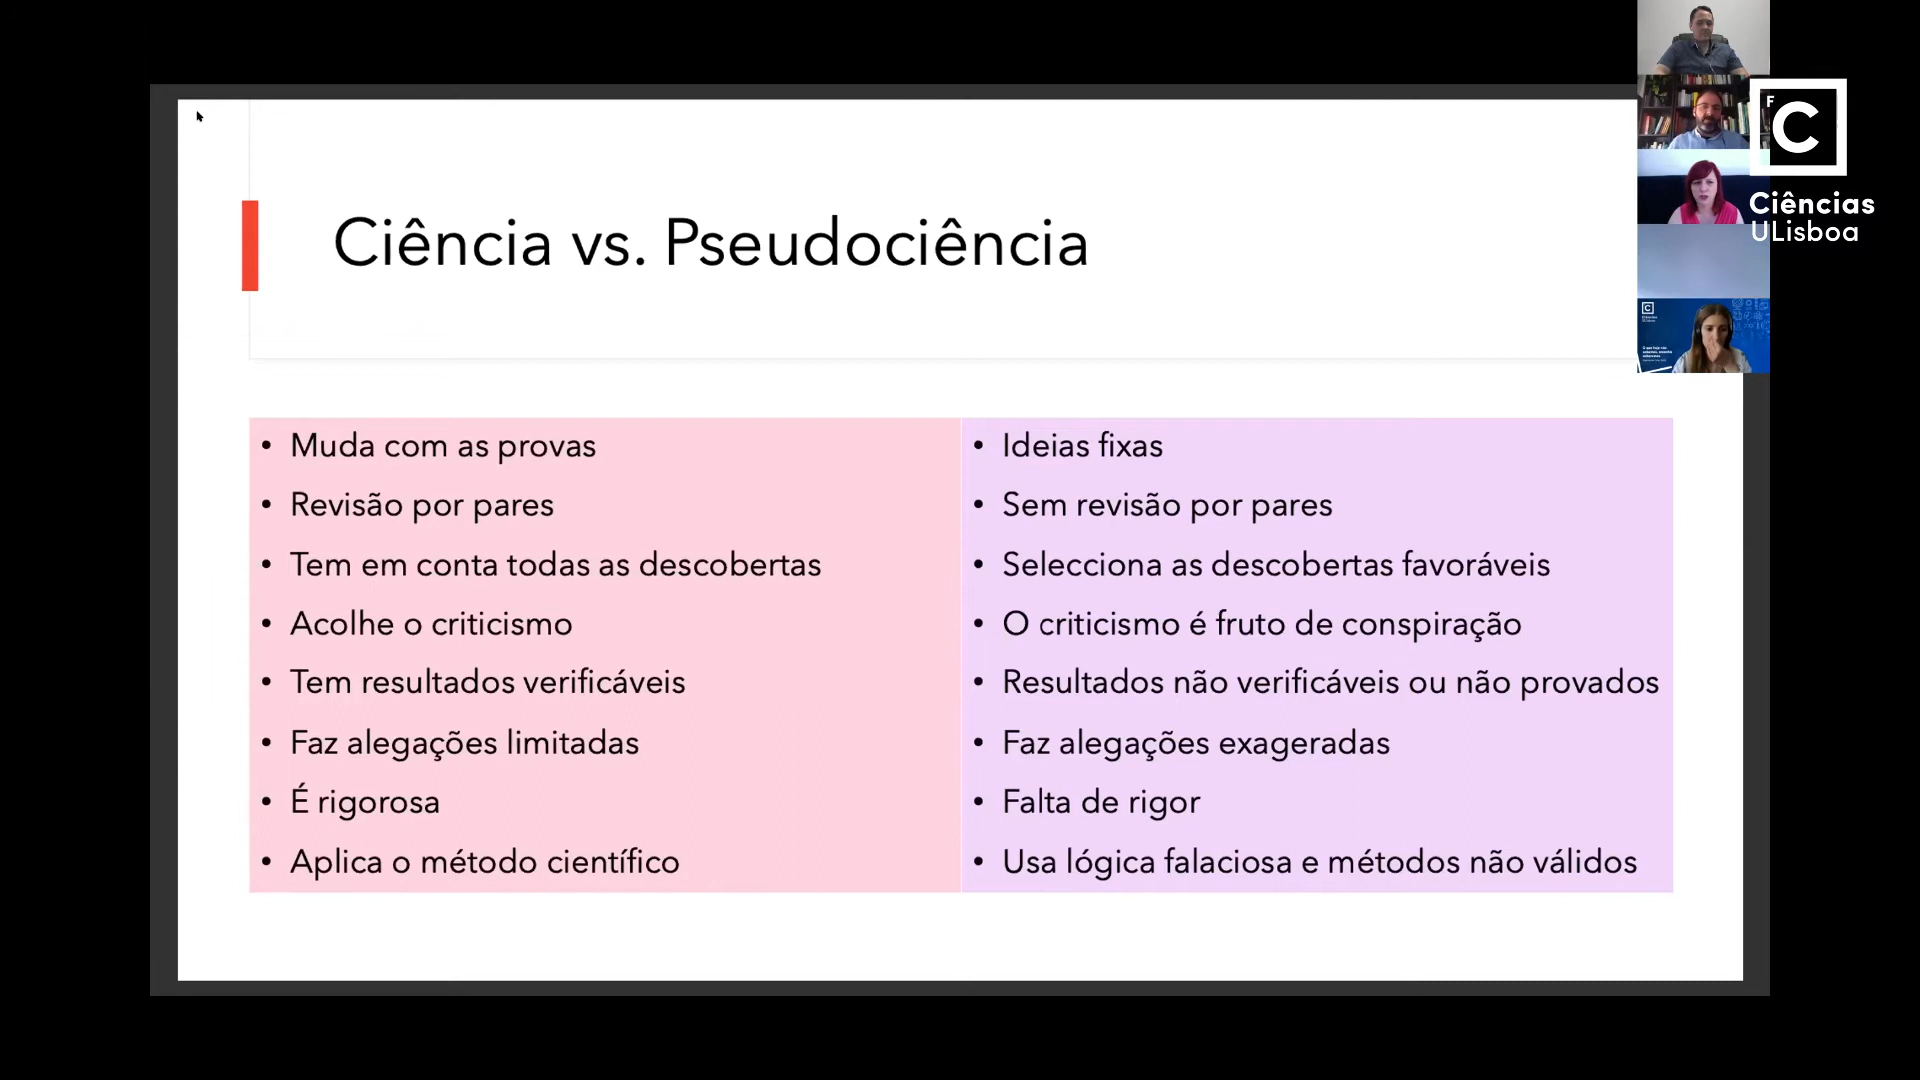 Ciência vs. Pseudociência
Muda com as provas
Revisão por pares
Tem em conta todas as descobertas
Acolhe o criticismo
Tem resultados verificáveis
Faz alegações limitadas
É rigorosa
Aplica o método científico
Ideias fixas
Sem revisão por pares
Selecciona as descobertas favoráveis
O criticismo é fruto de conspiração
Resultados não verificáveis ou não provados
Faz alegações exageradas
Falta de rigor
Usa lógica falaciosa e métodos não válidos
F
C
Ciências
ULisboa